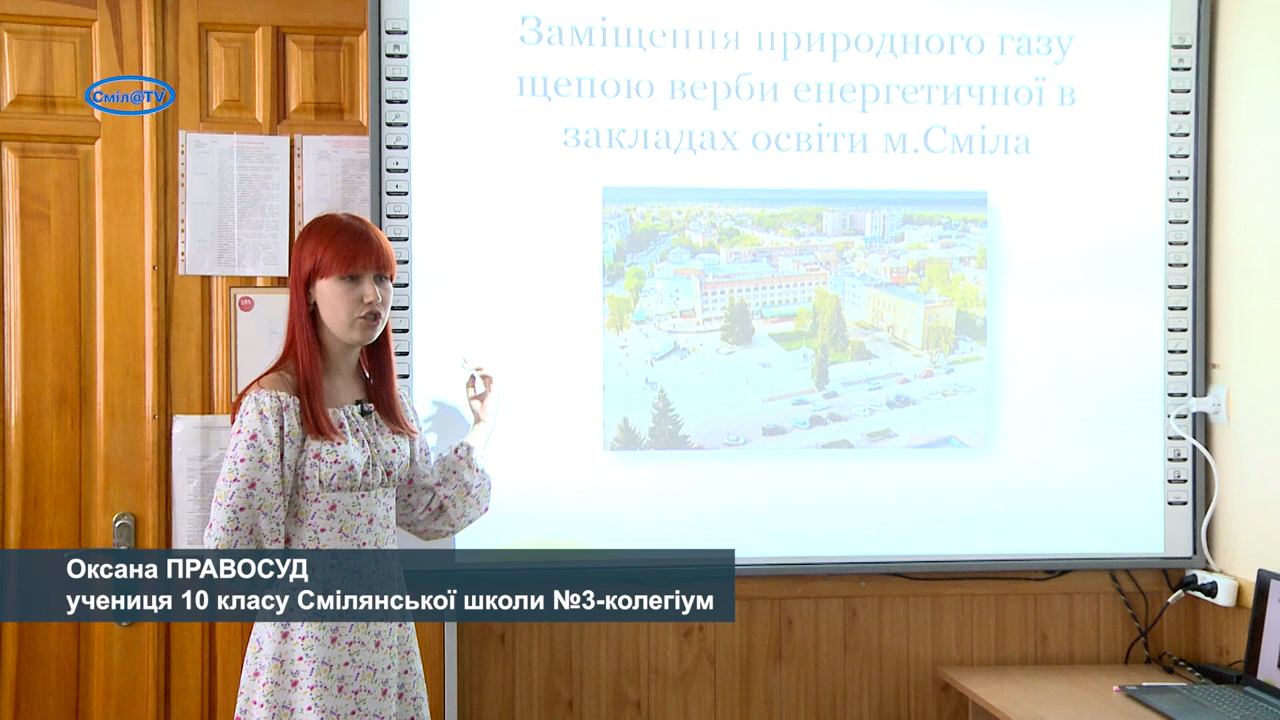 Заміщення природного газу
щепою верби енергетичної в
закладах освіти м.Сміла
Сміл@TV
Оксана ПРАВОСУД
учениця 10 класу Смілянської школи №3-колегіум